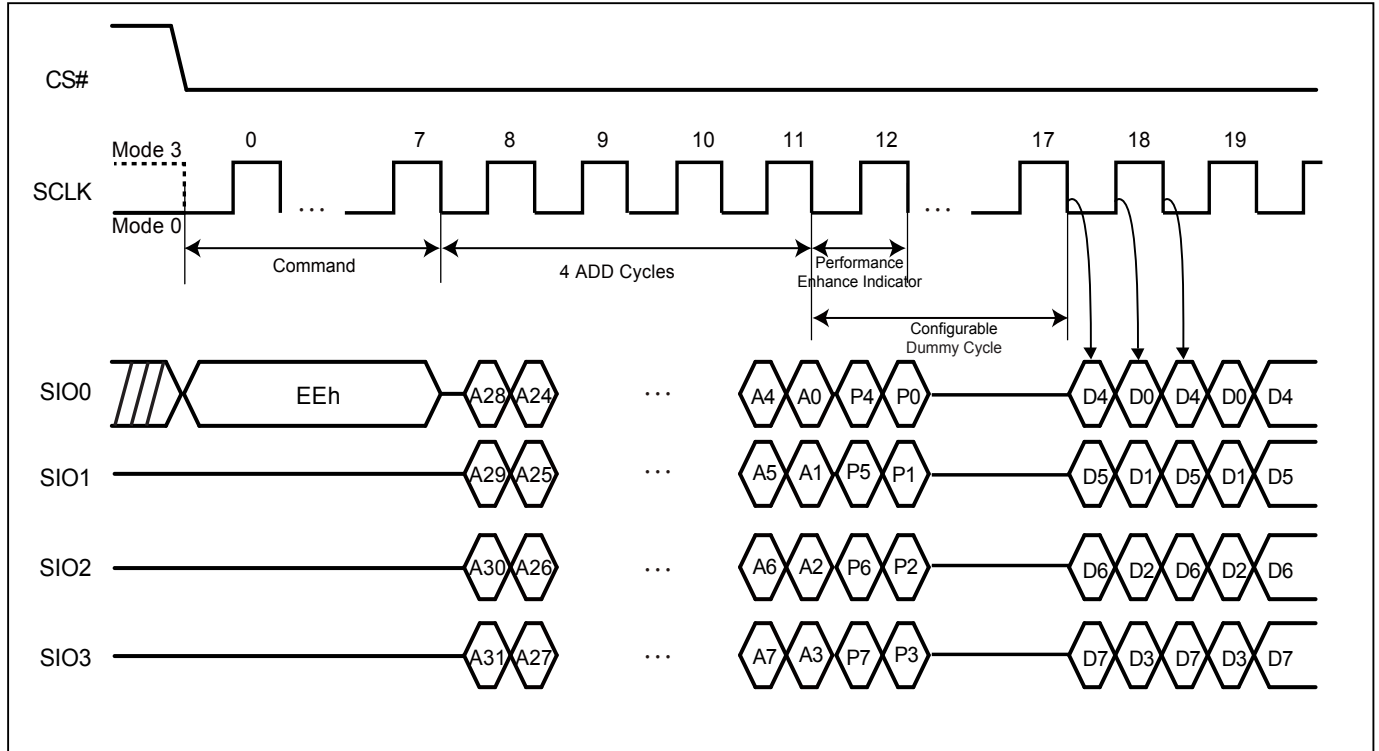 CS#
0 7 8 9 10 11 12 17 18 19
Mode 3
SCLK
...
...
Mode 0
Command
4 ADD Cycles
Performance
Enhance Indicator
Configurable
Dummy Cycle
SIO0 EEh A28 A24 ... A4 A0 P4 P0 D4 D0 D4 D0 D4
SIO1 A29 A25 ... A5 A1 P5 P1 D5 D1 D5 D1 D5
SIO2 A30 A26 ... A6 A2 P6 P2 D6 D2 D6 D2 D6
SIO3 A31 A27 ... A7 A3 P7 P3 D7 D3 D7 D3 D7